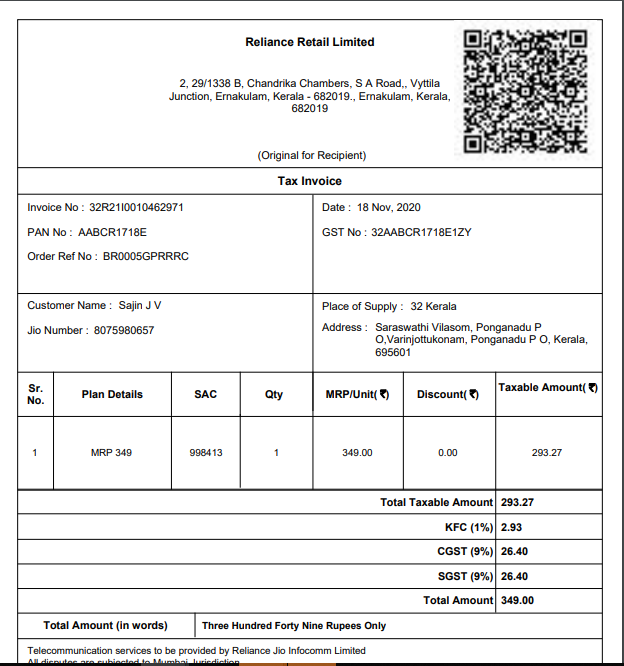 Reliance Retail Limited
2, 29/1338 B, Chandrika Chambers, S A Road,, Vyttila
Junction, Ernakulam, Kerala - 682019., Ernakulam, Kerala,
682019
(Original for Recipient)
Tax Invoice
Invoice No : 32R21I0010462971
Date : 18 Nov, 2020
PAN No : AABCR1718E
GST No : 32AABCR1718E1ZY
Order Ref No : BR0005GPRRRC
Customer Name : Sajin J V
Place of Supply : 32 Kerala
Jio Number : 8075980657
Address : Saraswathi Vilasom, Ponganadu P
O,Varinjottukonam, Ponganadu P O, Kerala,
695601
Sr. No. Plan Details SAC Qty MRP/Unit(₹) Discount(₹) Taxable Amount(₹)
1 MRP 349 998413 1 349.00 0.00 293.27
Total Taxable Amount 293.27
KFC (1%) 2.93
CGST (9%) 26.40
SGST (9%) 26.40
Total Amount 349.00
Total Amount (in words) Three Hundred Forty Nine Rupees Only
Telecommunication services to be provided by Reliance Jio Infocomm Limited
All disputes are subjected to Mumbai Jurisdiction